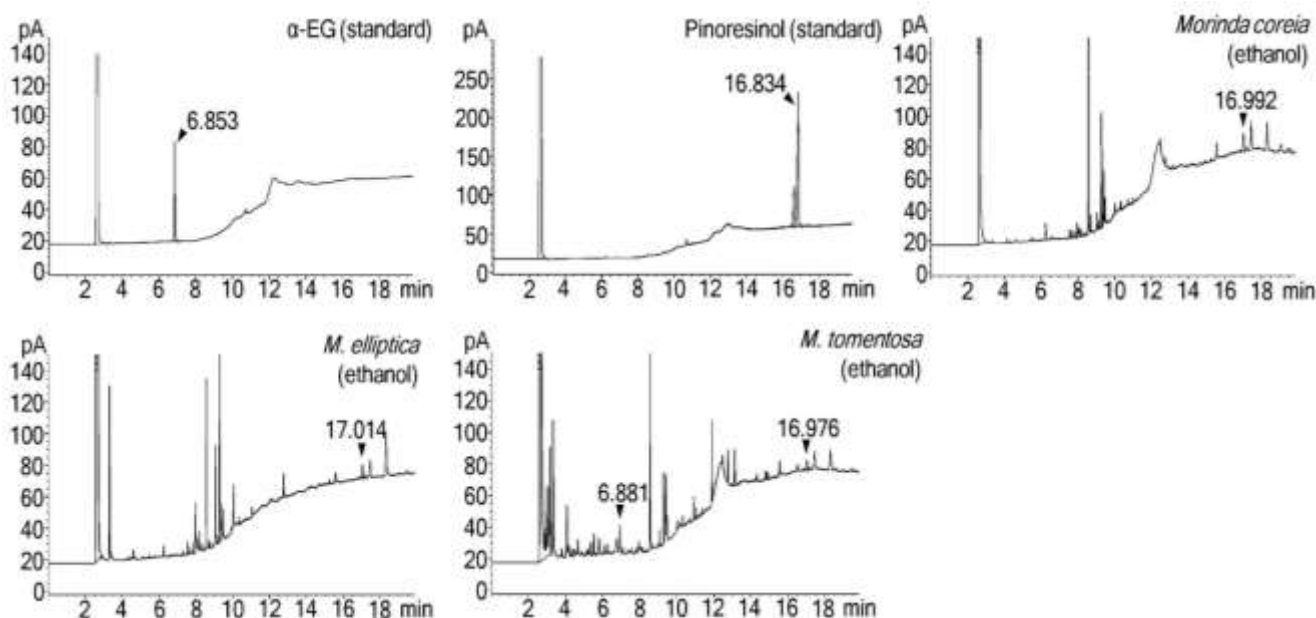 pA
α-EG (standard)
140
120
100
80
60
40
20
0
6.853
2 4 6 8 10 12 14 16 18 min
pA
Pinoresinol (standard)
250
200
150
100
50
0
16.834
2 4 6 8 10 12 14 16 18 min
pA
Morinda coreia
(ethanol)
140
120
100
80
60
40
20
0
16.992
2 4 6 8 10 12 14 16 18 min
pA
M. elliptica
(ethanol)
140
120
100
80
60
40
20
0
17.014
2 4 6 8 10 12 14 16 18 min
pA
M. tomentosa
(ethanol)
140
120
100
80
60
40
20
0
6.881
16.976
2 4 6 8 10 12 14 16 18 min